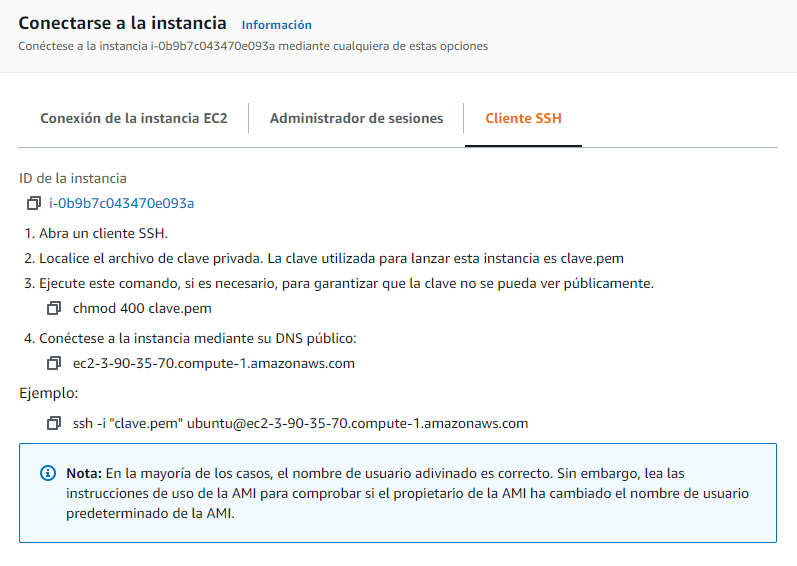 Conectarse a la instancia Información
Conéctese a la instancia i-0b9b7c043470e093a mediante cualquiera de estas opciones
Conexión de la instancia EC2
Administrador de sesiones
Cliente SSH
ID de la instancia
i-0b9b7c043470e093a
1. Abra un cliente SSH.
2. Localice el archivo de clave privada. La clave utilizada para lanzar esta instancia es clave.pem
3. Ejecute este comando, si es necesario, para garantizar que la clave no se pueda ver públicamente.
chmod 400 clave.pem
4. Conéctese a la instancia mediante su DNS público:
ec2-3-90-35-70.compute-1.amazonaws.com
Ejemplo:
ssh -i "clave.pem" ubuntu@ec2-3-90-35-70.compute-1.amazonaws.com
Nota: En la mayoría de los casos, el nombre de usuario adivinado es correcto. Sin embargo, lea las
instrucciones de uso de la AMI para comprobar si el propietario de la AMI ha cambiado el nombre de usuario
predeterminado de la AMI.